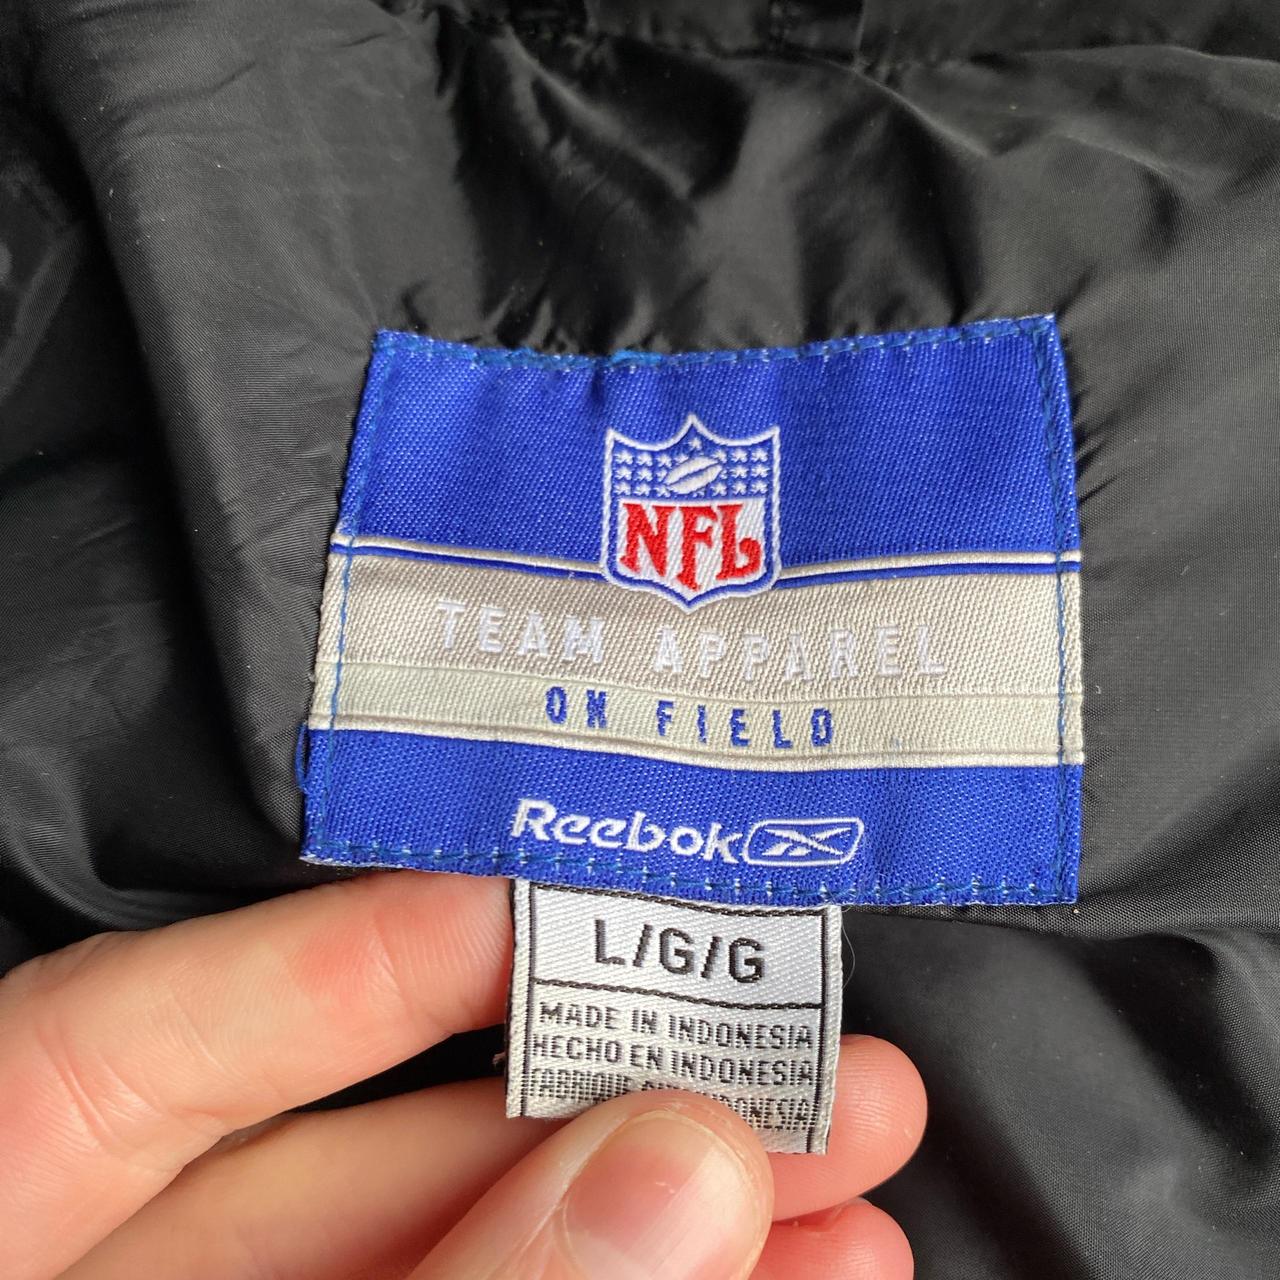 NFL
TEAM APPAREL
ON FIELD
Reebok
L/G/G
MADE IN INDONESIA
HECHO EN INDONESIA